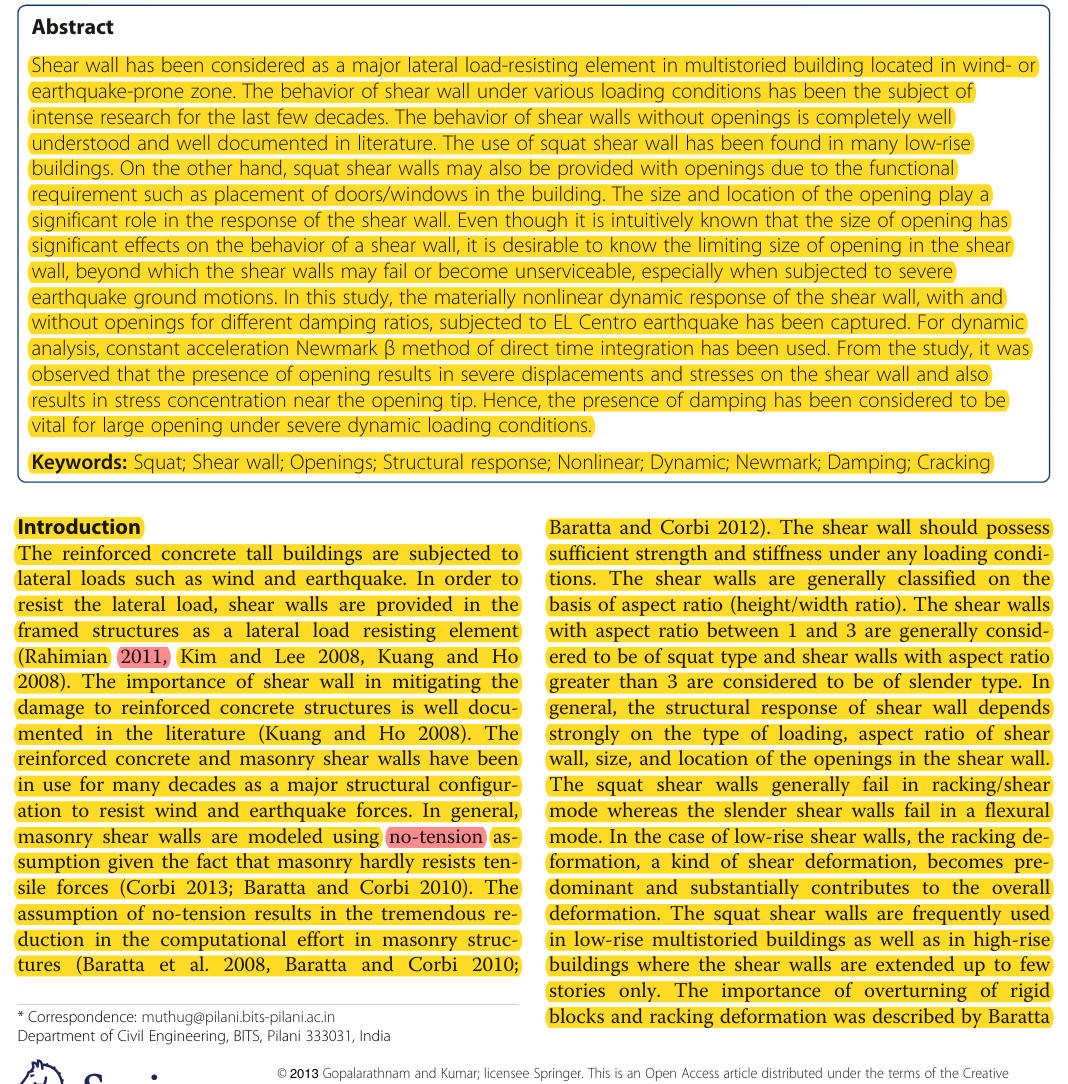 Abstract
Shear wall has been considered as a major lateral load-resisting element in multistoried building located in wind- or
earthquake-prone zone. The behavior of shear wall under various loading conditions has been the subject of
intense research for the last few decades. The behavior of shear walls without openings is completely well
understood and well documented in literature. The use of squat shear wall has been found in many low-rise
buildings. On the other hand, squat shear walls may also be provided with openings due to the functional
requirement such as placement of doors/windows in the building. The size and location of the opening play a
significant role in the response of the shear wall. Even though it is intuitively known that the size of opening has
significant effects on the behavior of a shear wall, it is desirable to know the limiting size of opening in the shear
wall, beyond which the shear walls may fail or become unserviceable, especially when subjected to severe
earthquake ground motions. In this study, the materially nonlinear dynamic response of the shear wall, with and
without openings for different damping ratios, subjected to EL Centro earthquake has been captured. For dynamic
analysis, constant acceleration Newmark β method of direct time integration has been used. From the study, it was
observed that the presence of opening results in severe displacements and stresses on the shear wall and also
results in stress concentration near the opening tip. Hence, the presence of damping has been considered to be
vital for large opening under severe dynamic loading conditions.
Keywords: Squat; Shear wall; Openings; Structural response; Nonlinear; Dynamic; Newmark; Damping; Cracking
Introduction
The reinforced concrete tall buildings are subjected to
lateral loads such as wind and earthquake. In order to
resist the lateral load, shear walls are provided in the
framed structures as a lateral load resisting element
(Rahimian 2011, Kim and Lee 2008, Kuang and Ho
2008). The importance of shear wall in mitigating the
damage to reinforced concrete structures is well docu-
mented in the literature (Kuang and Ho 2008). The
reinforced concrete and masonry shear walls have been
in use for many decades as a major structural configur-
ation to resist wind and earthquake forces. In general,
masonry shear walls are modeled using no-tension as-
sumption given the fact that masonry hardly resists ten-
sile forces (Corbi 2013; Baratta and Corbi 2010). The
assumption of no-tension results in the tremendous re-
duction in the computational effort in masonry struc-
tures (Baratta et al. 2008, Baratta and Corbi 2010;
Baratta and Corbi 2012). The shear wall should possess
sufficient strength and stiffness under any loading condi-
tions. The shear walls are generally classified on the
basis of aspect ratio (height/width ratio). The shear walls
with aspect ratio between 1 and 3 are generally consid-
ered to be of squat type and shear walls with aspect ratio
greater than 3 are considered to be of slender type. In
general, the structural response of shear wall depends
strongly on the type of loading, aspect ratio of shear
wall, size, and location of the openings in the shear wall.
The squat shear walls generally fail in racking/shear
mode whereas the slender shear walls fail in a flexural
mode. In the case of low-rise shear walls, the racking de-
formation, a kind of shear deformation, becomes pre-
dominant and substantially contributes to the overall
deformation. The squat shear walls are frequently used
in low-rise multistoried buildings as well as in high-rise
buildings where the shear walls are extended up to few
stories only. The importance of overturning of rigid
blocks and racking deformation was described by Baratta
* Correspondence: muthug@pilani.bits-pilani.ac.in
Department of Civil Engineering, BITS, Pilani 333031, India
© 2013 Gopalarathnam and Kumar; licensee Springer. This is an Open Access article distributed under the terms of the Creative